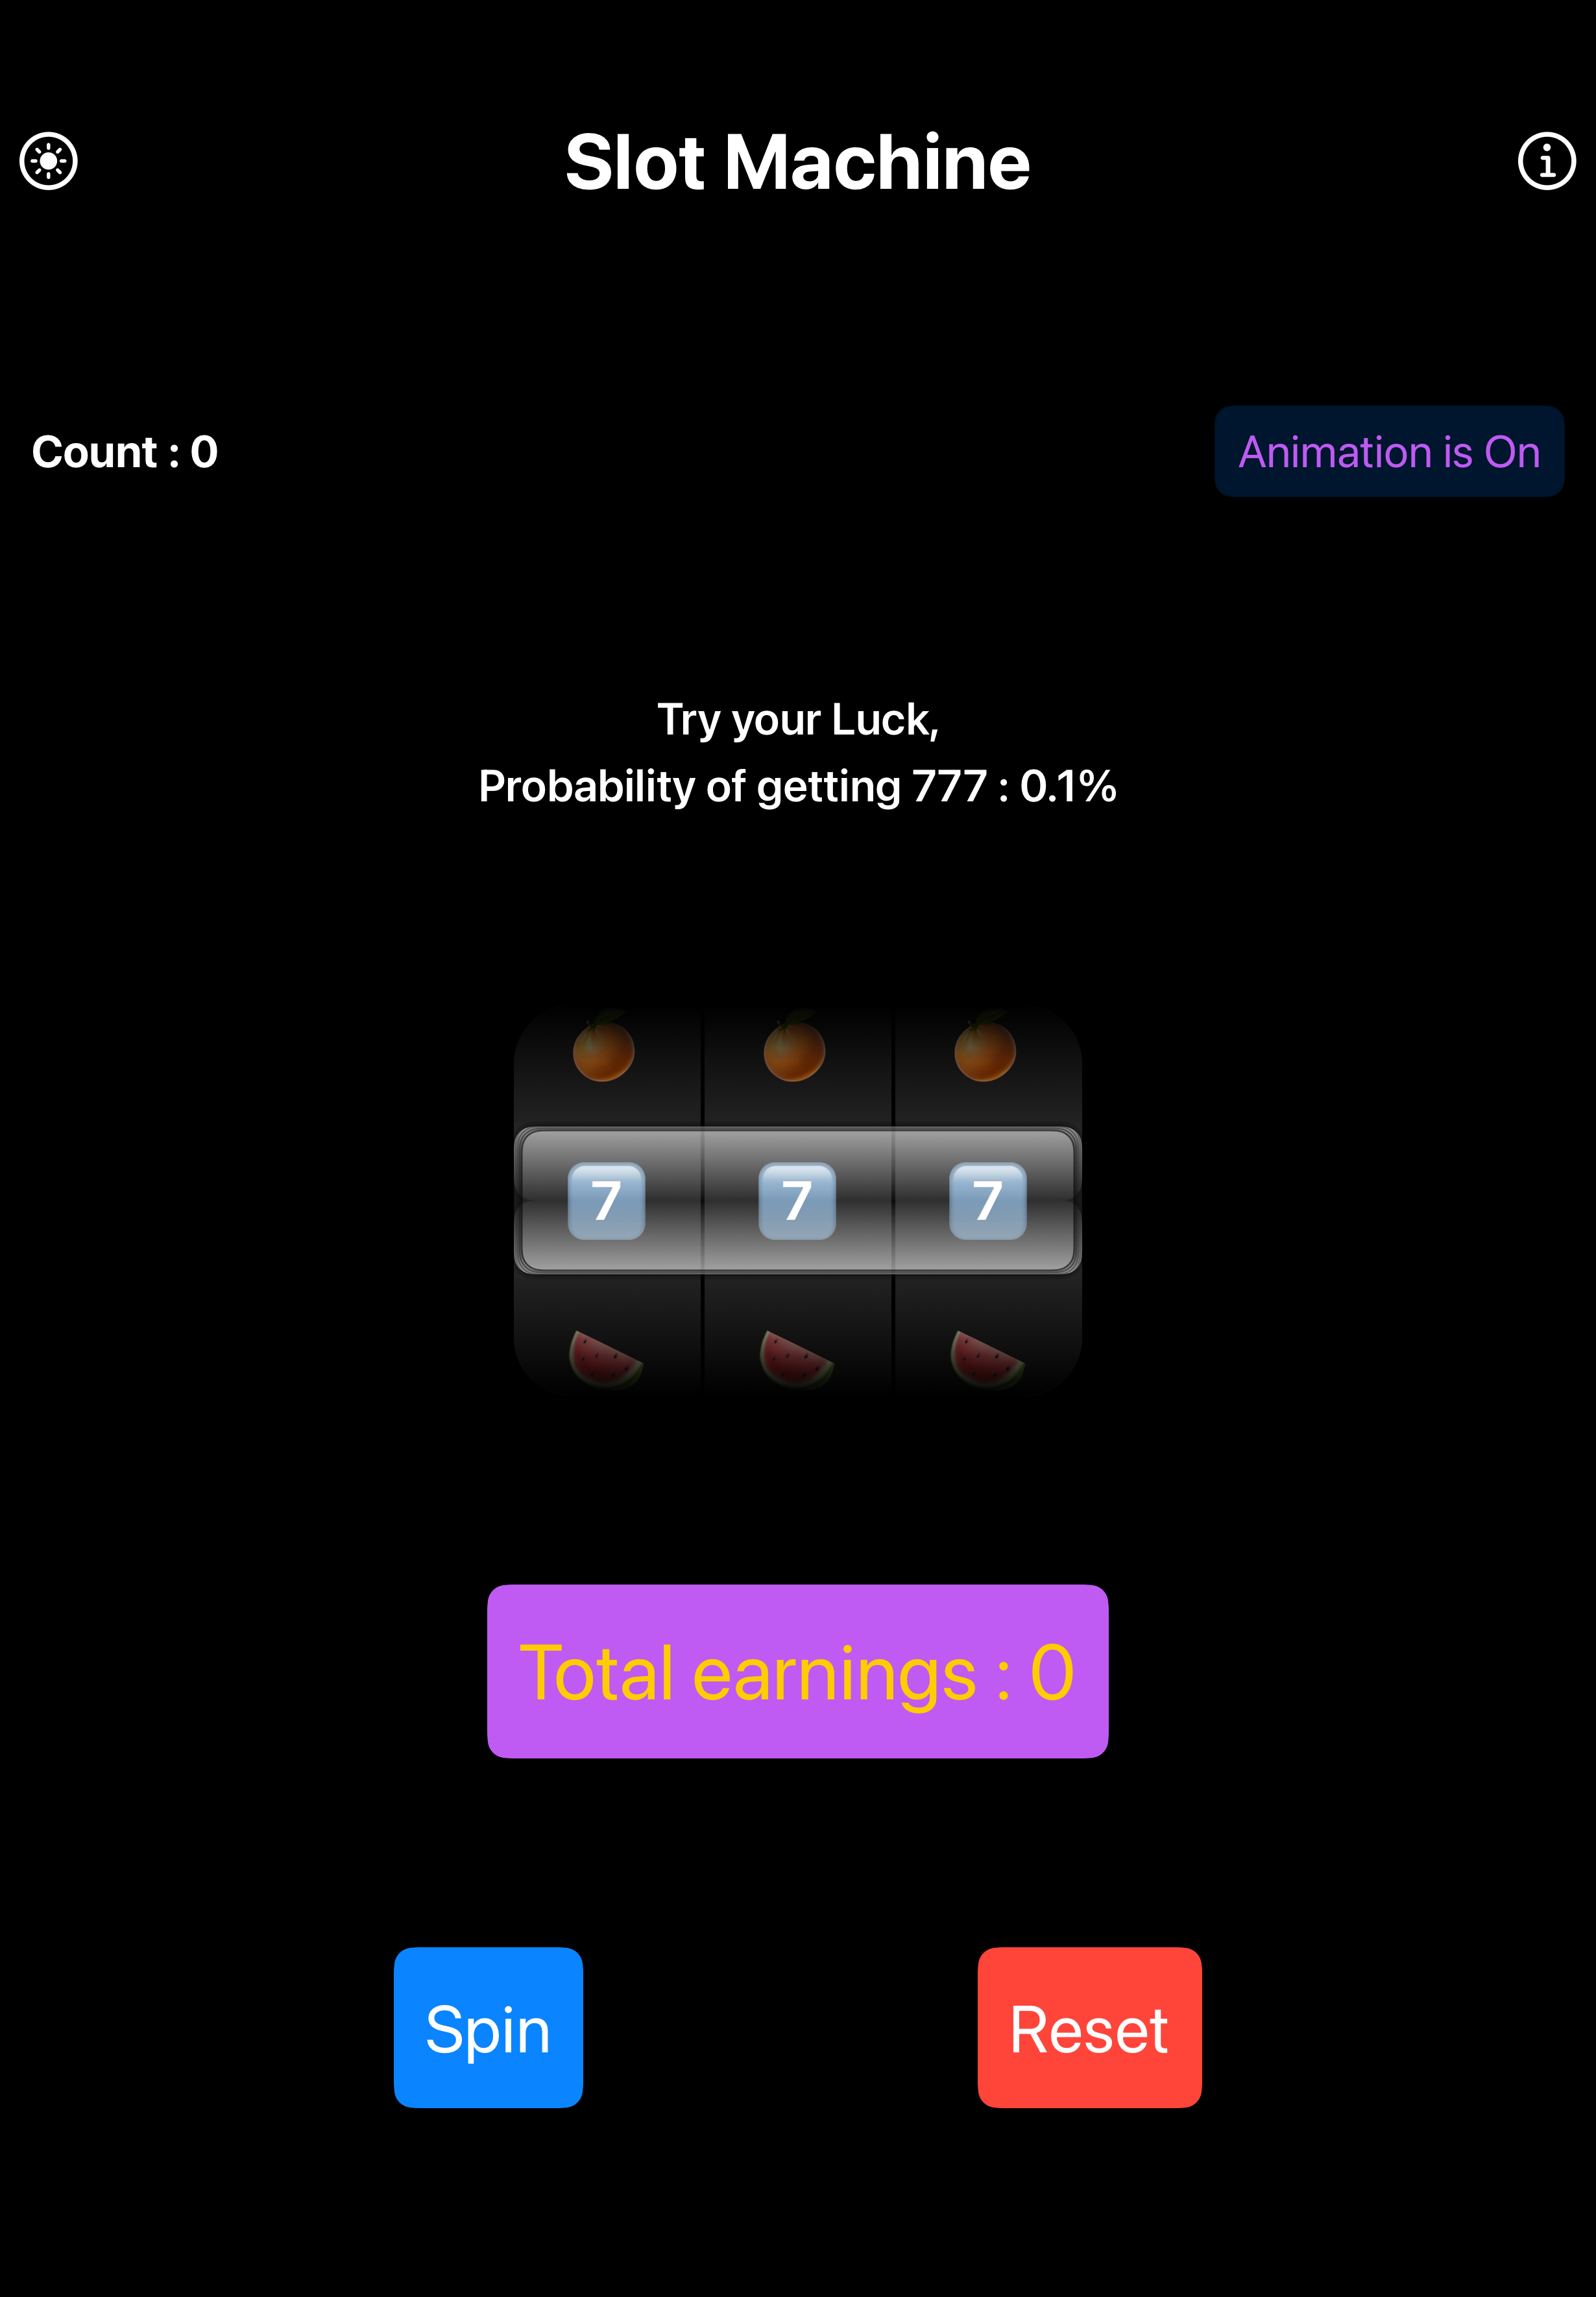 Slot Machine
Count : 0
Animation is On
Try your Luck,
Probability of getting 777 : 0.1%
7 7 7
Total earnings : 0
Spin
Reset